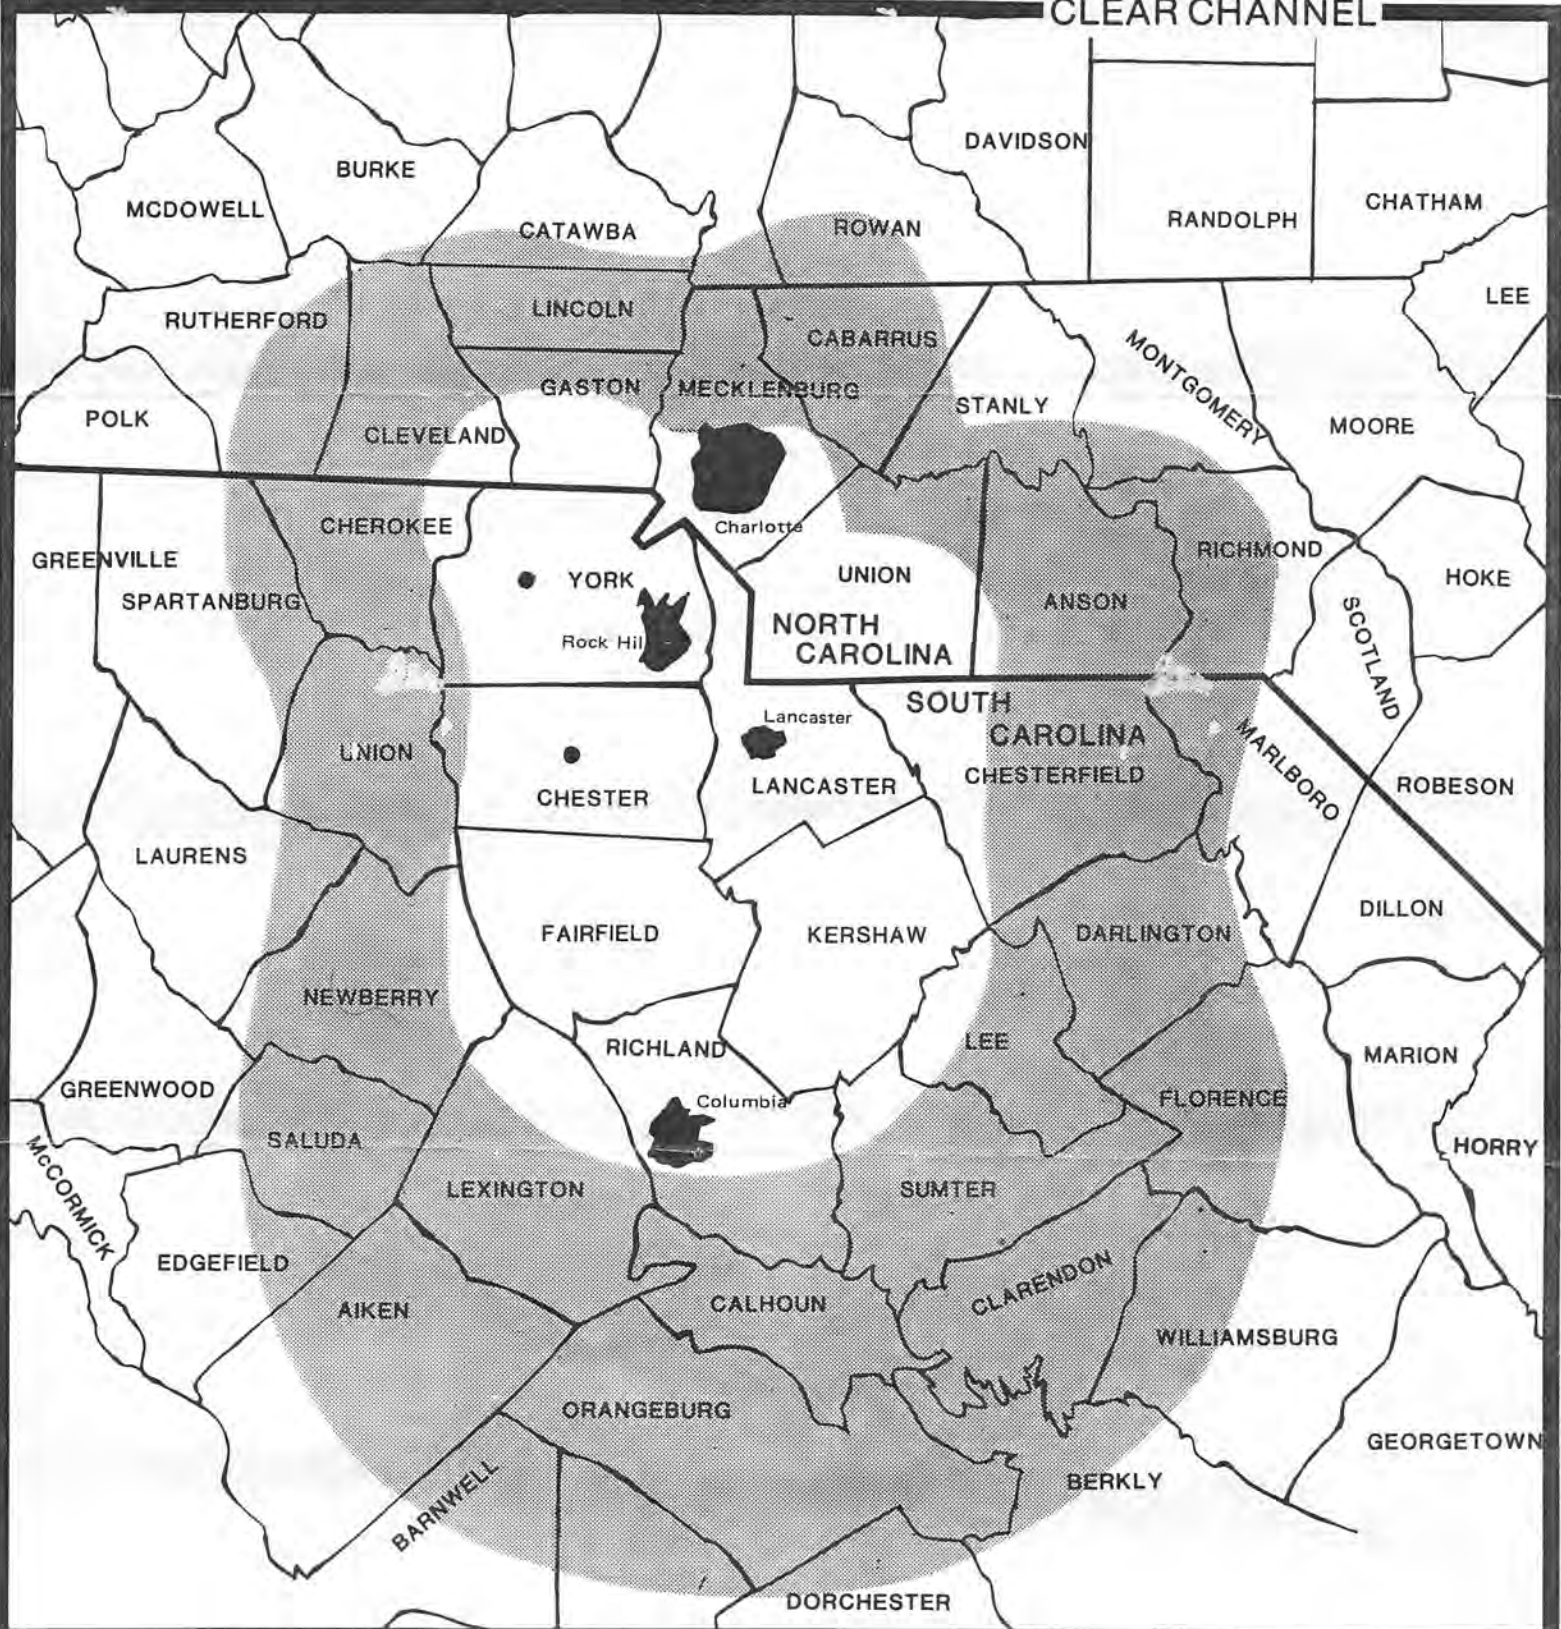 CLEAR CHANNEL
DAVIDSON
BURKE
MCDOWELL
CHATHAM
RANDOLPH
CATAWBA
ROWAN
LEE
LINCOLN
RUTHERFORD
CABARRUS
MONTGOMERY
GASTON
MECKLENBURG
STANLY
POLK
MOORE
CLEVELAND
CHEROKEE
Charlotte
RICHMOND
GREENVILLE
UNION
HOKE
YORK
SPARTANBURG
ANSON
SCOTLAND
NORTH
CAROLINA
Rock Hil
SOUTH
CAROLINA
Lancaster
MARLBORO
UNION
CHESTERFIELD
LANCASTER
ROBESON
CHESTER
LAURENS
DILLON
FAIRFIELD
KERSHAW
DARLINGTON
NEWBERRY
LEE
RICHLAND
MARION
GREENWOOD
FLORENCE
Columbia
SALUDA
HORRY
McCORMICK
LEXINGTON
SUMTER
EDGEFIELD
CLARENDON
CALHOUN
AIKEN
WILLIAMSBURG
ORANGEBURG
GEORGETOWN
BERKLY
BARNWELL
DORCHESTER